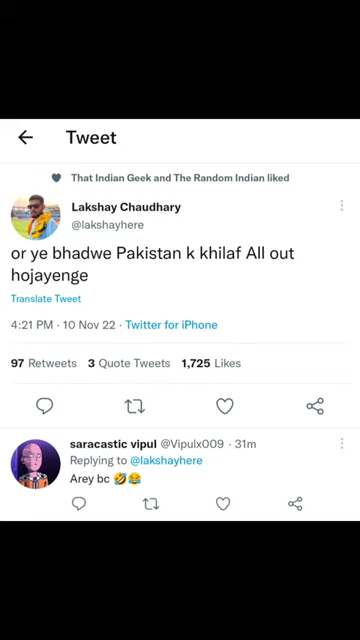 Tweet
That Indian Geek and The Random Indian liked
Lakshay Chaudhary
@lakshayhere
or ye bhadwe Pakistan k khilaf All out
hojayenge
Translate Tweet
4:21 PM · 10 Nov 22 · Twitter for iPhone
97 Retweets 3 Quote Tweets 1,725 Likes
saracastic vipul @Vipulx009 · 31m
Replying to @lakshayhere
Arey bc 🤣😂